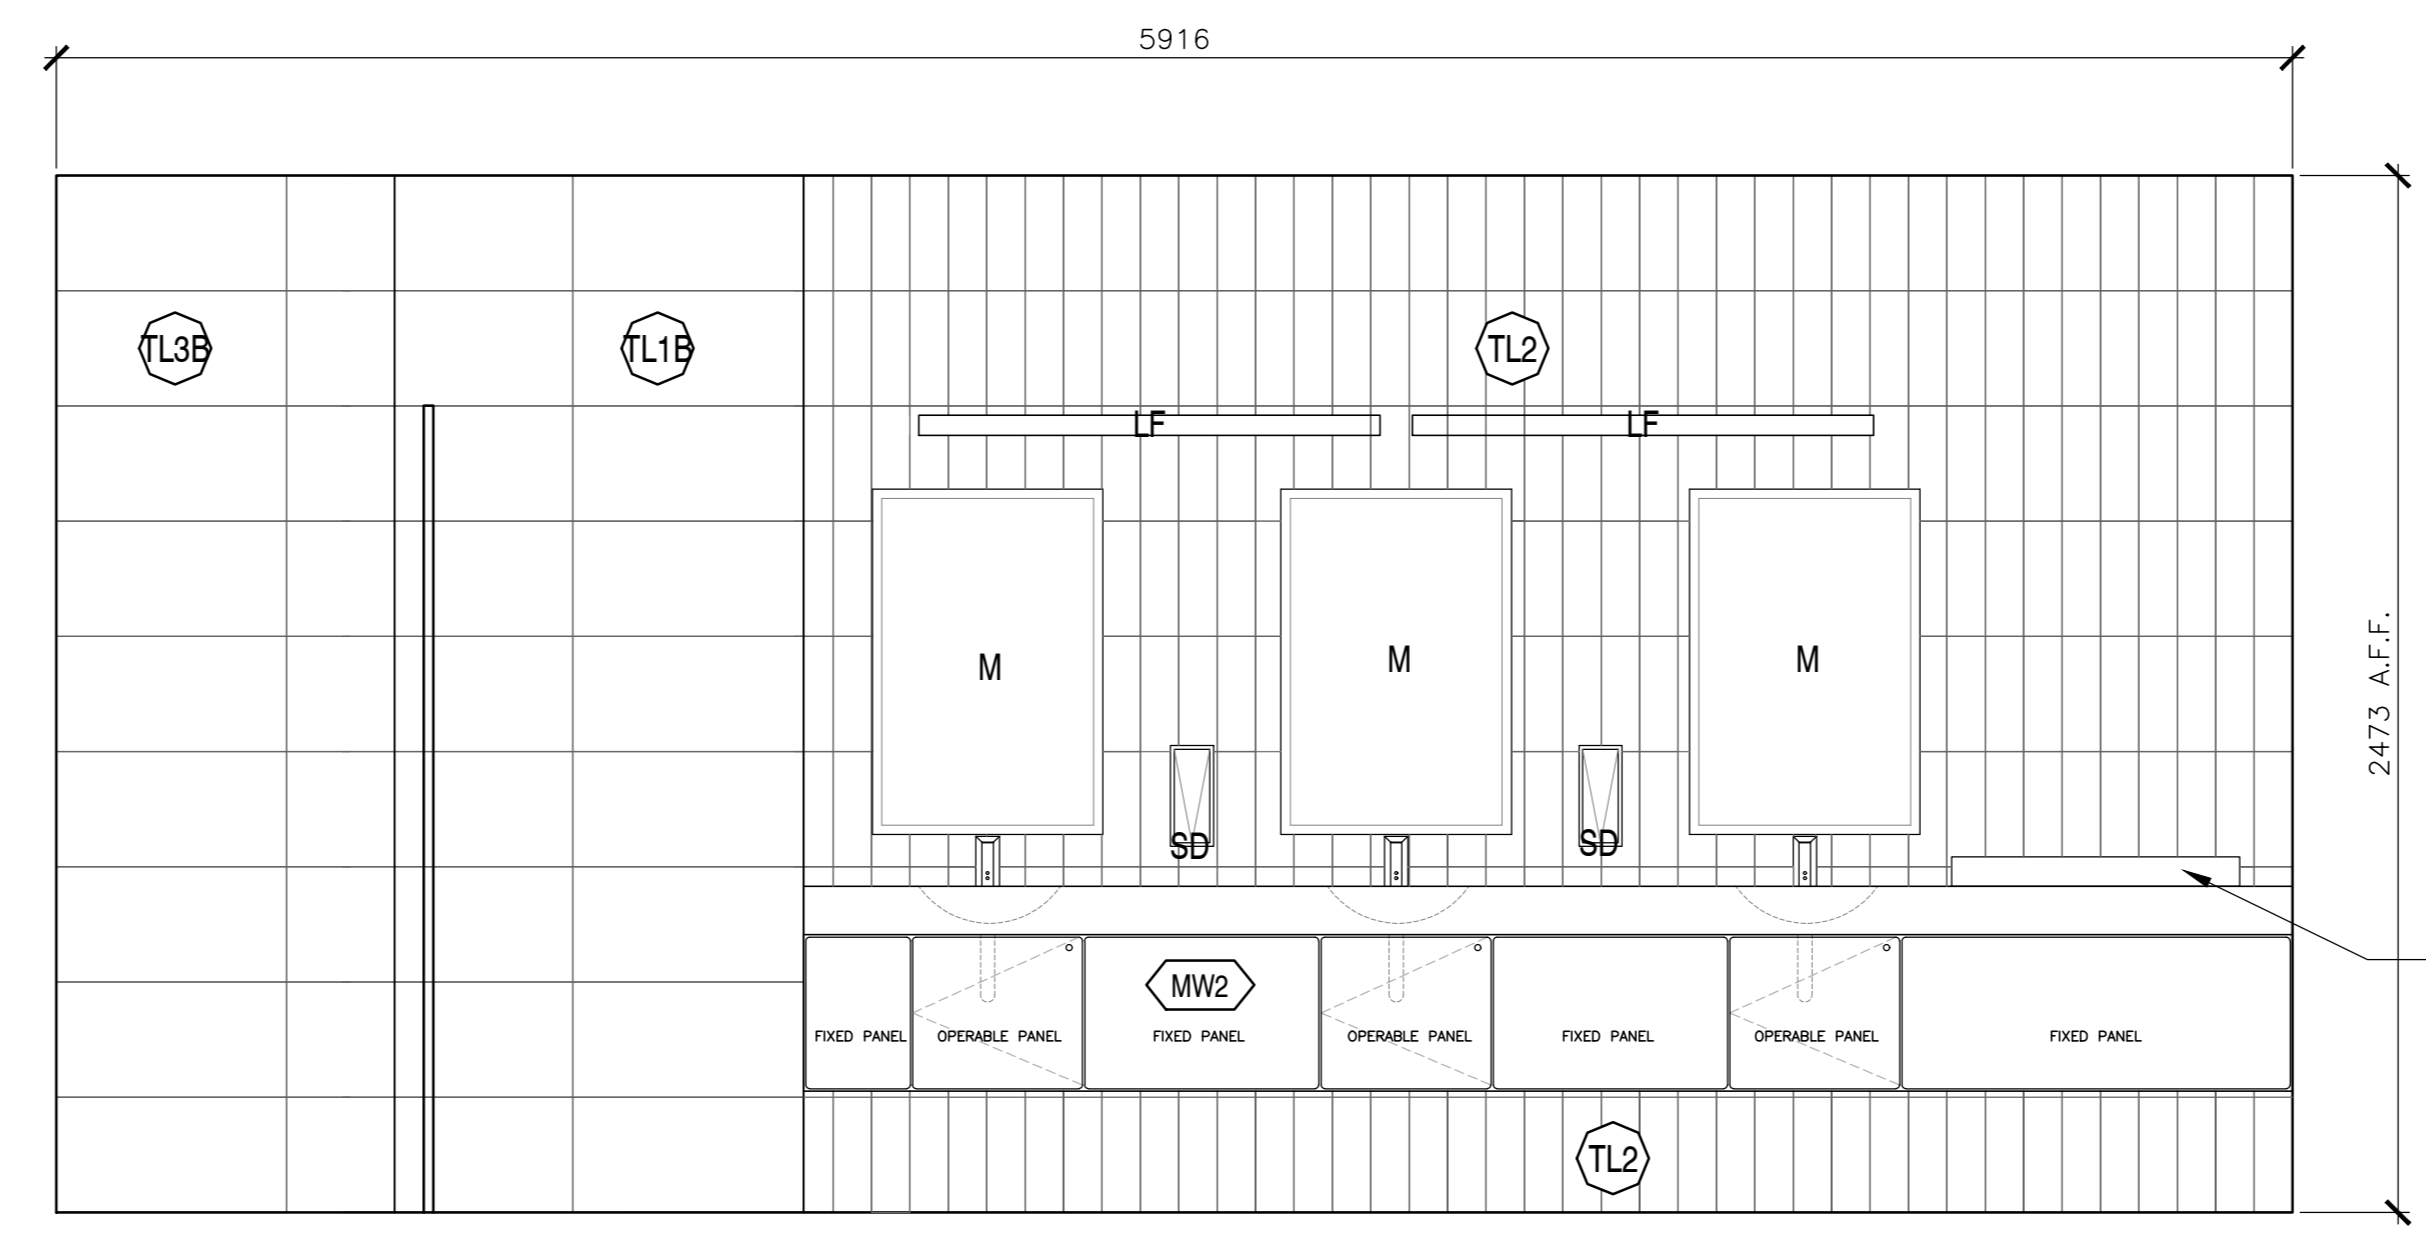 5916
TL3B
TL1B
TL2
LF
LF
M
M
M
SD
SD
2473 A.F.F.
MW2
FIXED PANEL
OPERABLE PANEL
FIXED PANEL
OPERABLE PANEL
FIXED PANEL
OPERABLE PANEL
FIXED PANEL
TL2